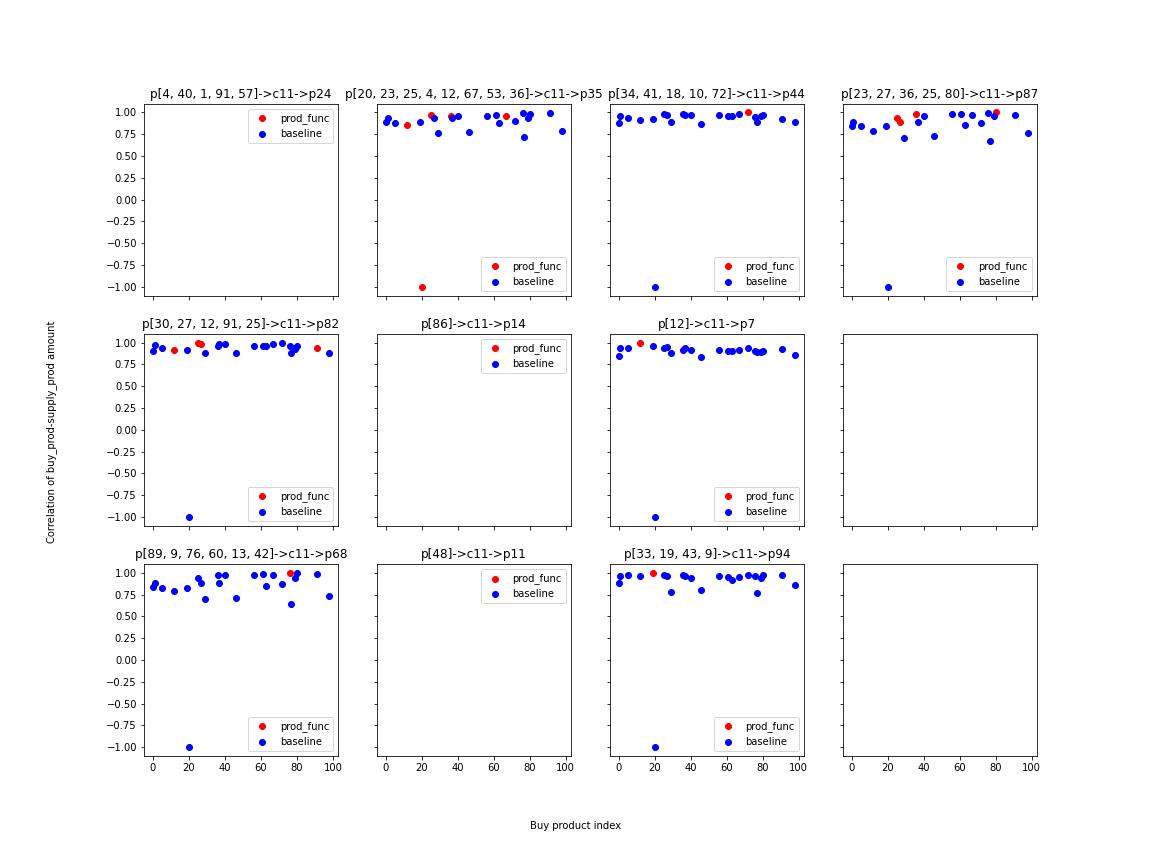 p[4, 40, 1, 91, 57]->c11->p24
p[20, 23, 25, 4, 12, 67, 53, 36]->c11->p35
p[34, 41, 18, 10, 72]->c11->p44
p[23, 27, 36, 25, 80]->c11->p87
1.00
0.75
0.50
0.25
0.00
−0.25
−0.50
−0.75
−1.00
prod_func
baseline
prod_func
baseline
prod_func
baseline
prod_func
baseline
p[30, 27, 12, 91, 25]->c11->p82
p[86]->c11->p14
p[12]->c11->p7
1.00
0.75
0.50
0.25
0.00
−0.25
−0.50
−0.75
−1.00
prod_func
baseline
prod_func
baseline
prod_func
baseline
Correlation of buy_prod-supply_prod amount
p[89, 9, 76, 60, 13, 42]->c11->p68
p[48]->c11->p11
p[33, 19, 43, 9]->c11->p94
1.00
0.75
0.50
0.25
0.00
−0.25
−0.50
−0.75
−1.00
prod_func
baseline
prod_func
baseline
prod_func
baseline
0 20 40 60 80 100
0 20 40 60 80 100
0 20 40 60 80 100
0 20 40 60 80 100
Buy product index